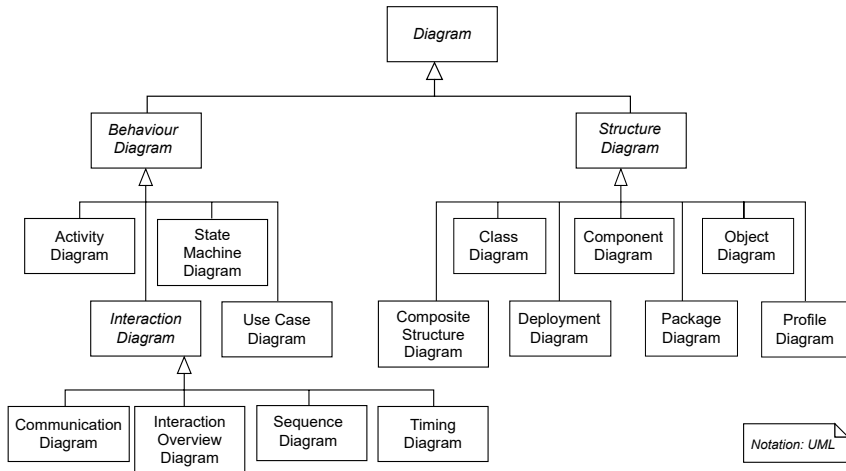 Diagram
Behaviour
Diagram
Structure
Diagram
Activity
Diagram
State
Machine
Diagram
Class
Diagram
Component
Diagram
Object
Diagram
Interaction
Diagram
Use Case
Diagram
Composite
Structure
Diagram
Deployment
Diagram
Package
Diagram
Profile
Diagram
Communication
Diagram
Interaction
Overview
Diagram
Sequence
Diagram
Timing
Diagram
Notation: UML